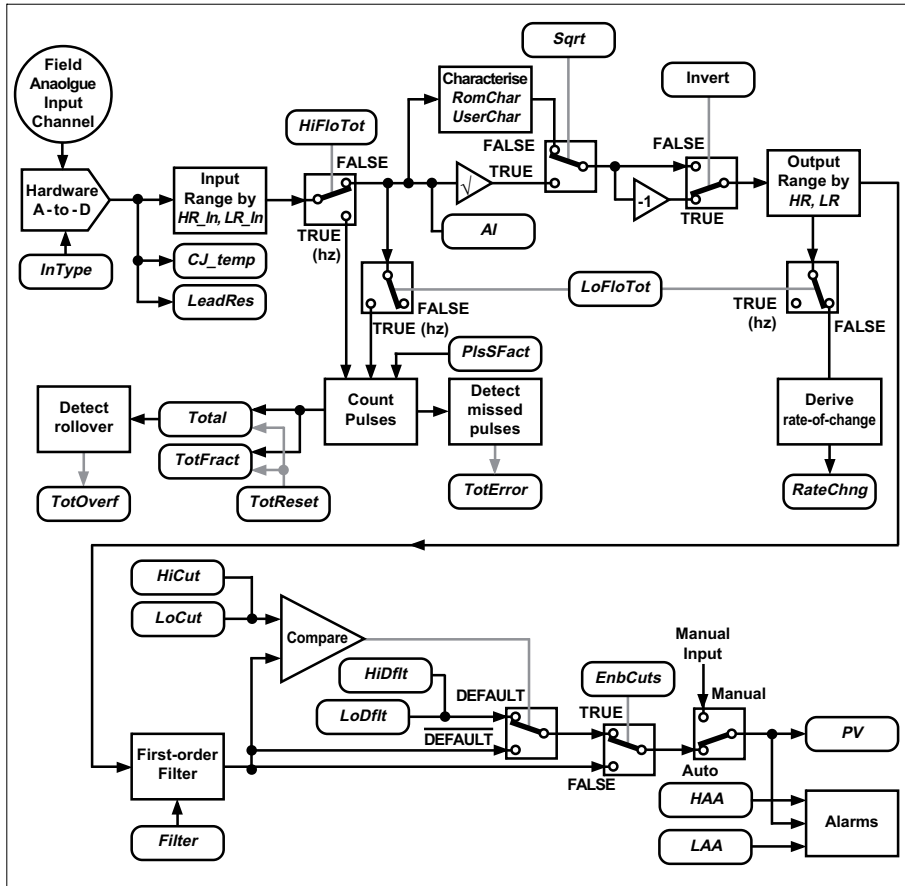 Field
Anaolgue
Input
Channel
Hardware
A - to - D
InType
Input
Range by
HR_In, LR_In
CJ_temp
LeadRes
HiFloTot
FALSE
TRUE
(hz)
Characterise
RomChar
UserChar
√
TRUE
AI
Sqrt
FALSE
Invert
FALSE
-1
TRUE
Output
Range by
HR, LR
FALSE
TRUE (hz)
LoFloTot
TRUE
(hz)
FALSE
PlsSFact
Detect
rollover
Total
TotFract
Count
Pulses
Detect
missed
pulses
Derive
rate-of-change
TotOverf
TotReset
TotError
RateChng
HiCut
LoCut
Compare
HiDflt
LoDflt
DEFAULT
DEFAULT
EnbCuts
TRUE
FALSE
Manual
Input
Manual
Auto
PV
First-order
Filter
Filter
HAA
LAA
Alarms